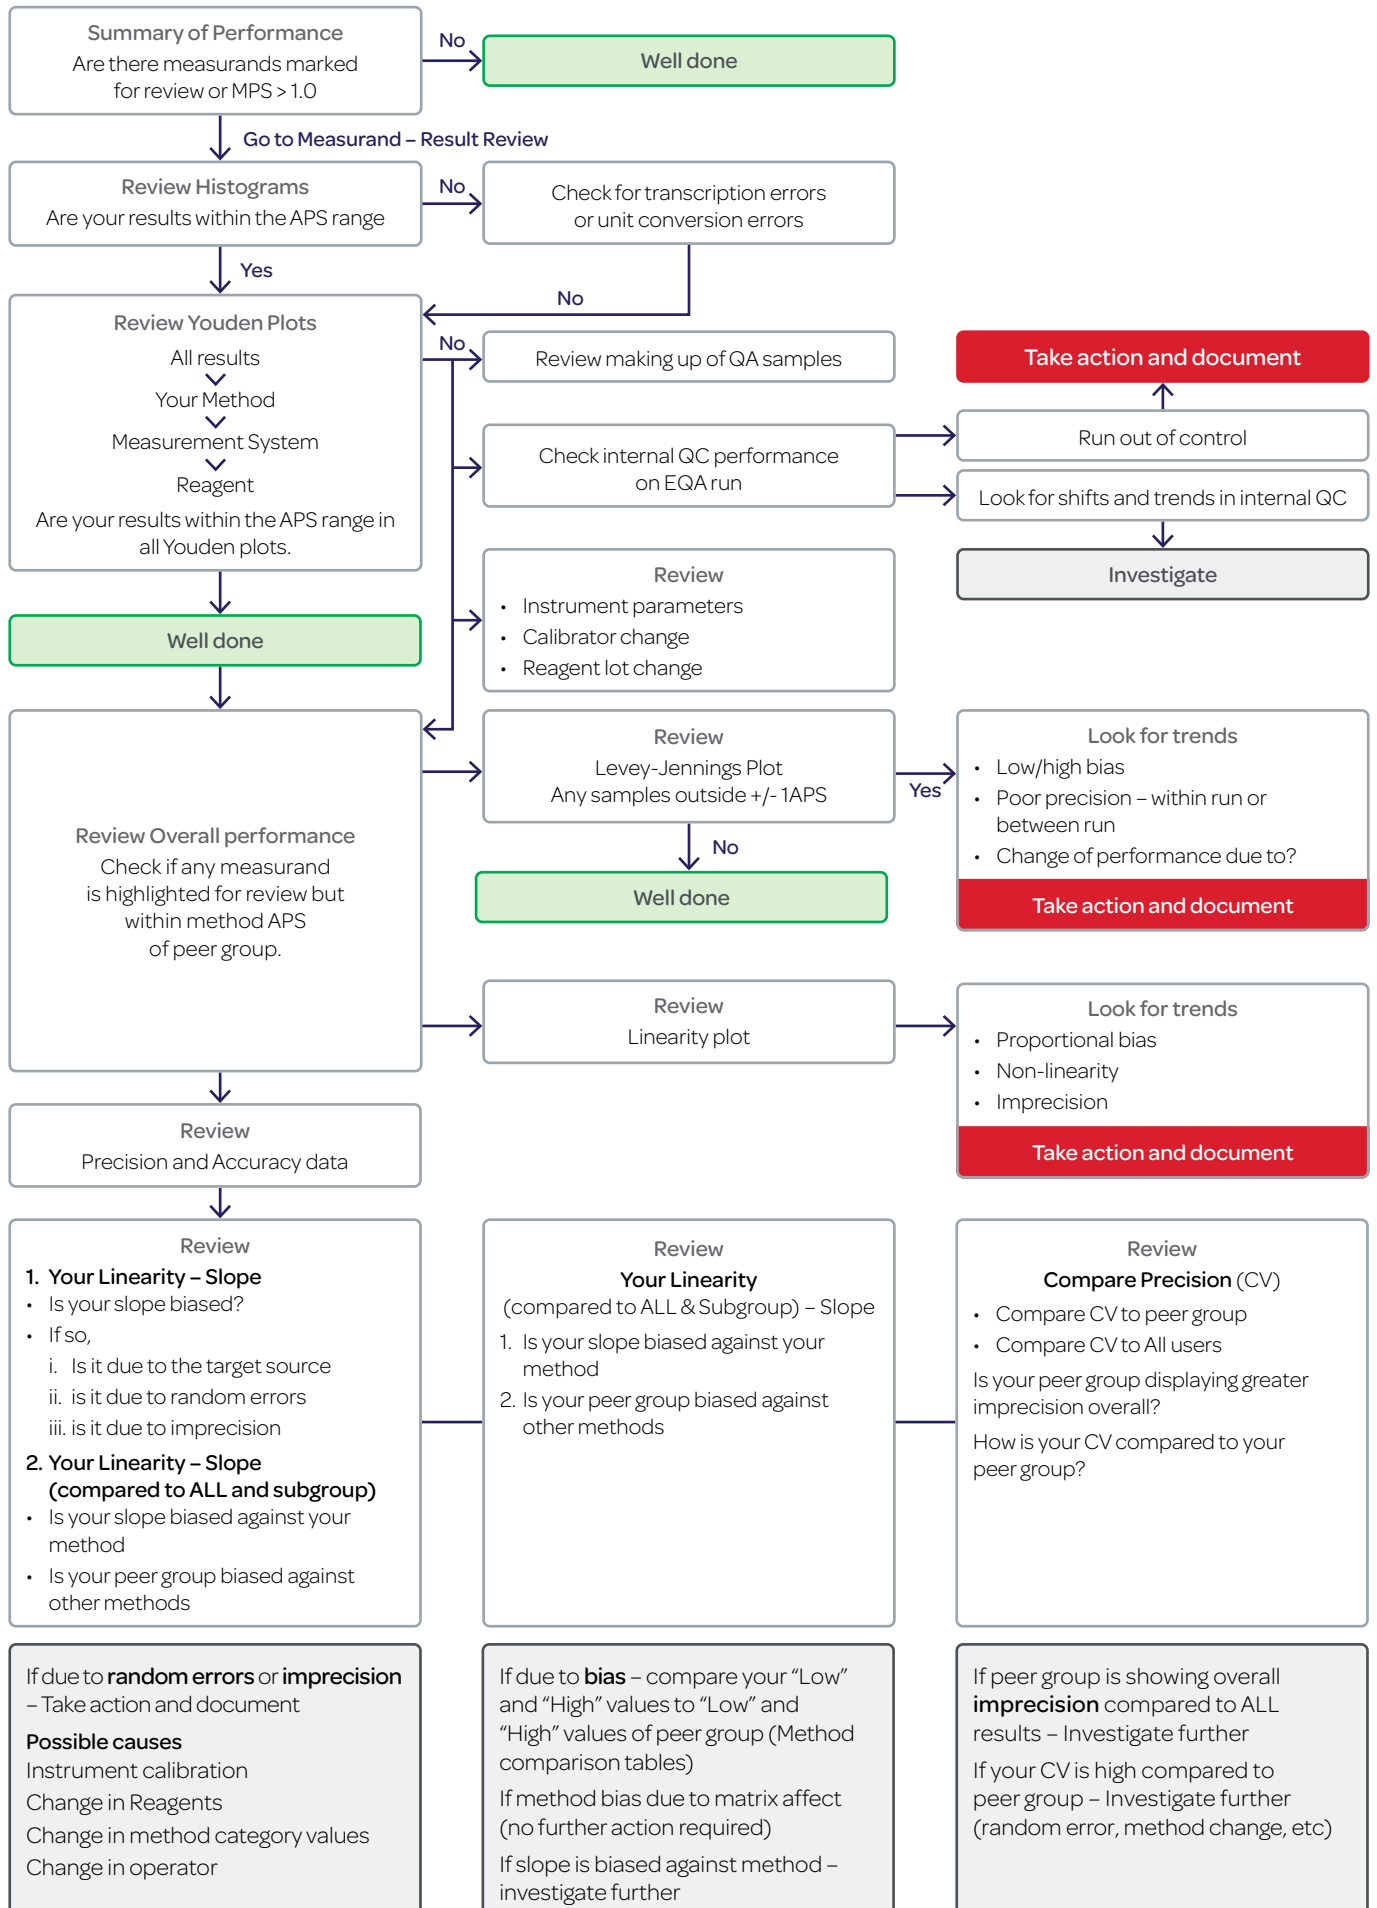 Summary of Performance
Are there measurands marked
for review or MPS > 1.0
No
Well done
Go to Measurand – Result Review
Review Histograms
Are your results within the APS range
No
Check for transcription errors
or unit conversion errors
Yes
No
Review Youden Plots
All results
Your Method
Measurement System
Reagent
Are your results within the APS range in
all Youden plots.
No
Review making up of QA samples
Take action and document
Check internal QC performance
on EQA run
Run out of control
Look for shifts and trends in internal QC
Investigate
Review
• Instrument parameters
• Calibrator change
• Reagent lot change
Well done
Review Overall performance
Check if any measurand
is highlighted for review but
within method APS
of peer group.
Review
Levey-Jennings Plot
Any samples outside +/- 1APS
Yes
No
Well done
Look for trends
• Low/high bias
• Poor precision – within run or
between run
• Change of performance due to?
Take action and document
Review
Linearity plot
Look for trends
• Proportional bias
• Non-linearity
• Imprecision
Take action and document
Review
Precision and Accuracy data
Review
1. Your Linearity – Slope
• Is your slope biased?
• If so,
i. Is it due to the target source
ii. is it due to random errors
iii. is it due to imprecision
2. Your Linearity – Slope
(compared to ALL and subgroup)
• Is your slope biased against your
method
• Is your peer group biased against
other methods
Review
Your Linearity
(compared to ALL & Subgroup) – Slope
1. Is your slope biased against your
method
2. Is your peer group biased against
other methods
Review
Compare Precision (CV)
• Compare CV to peer group
• Compare CV to All users
Is your peer group displaying greater
imprecision overall?
How is your CV compared to your
peer group?
If due to random errors or imprecision
– Take action and document
Possible causes
Instrument calibration
Change in Reagents
Change in method category values
Change in operator
If due to bias – compare your “Low”
and “High” values to “Low” and
“High” values of peer group (Method
comparison tables)
If method bias due to matrix affect
(no further action required)
If slope is biased against method –
investigate further
If peer group is showing overall
imprecision compared to ALL
results – Investigate further
If your CV is high compared to
peer group – Investigate further
(random error, method change, etc)